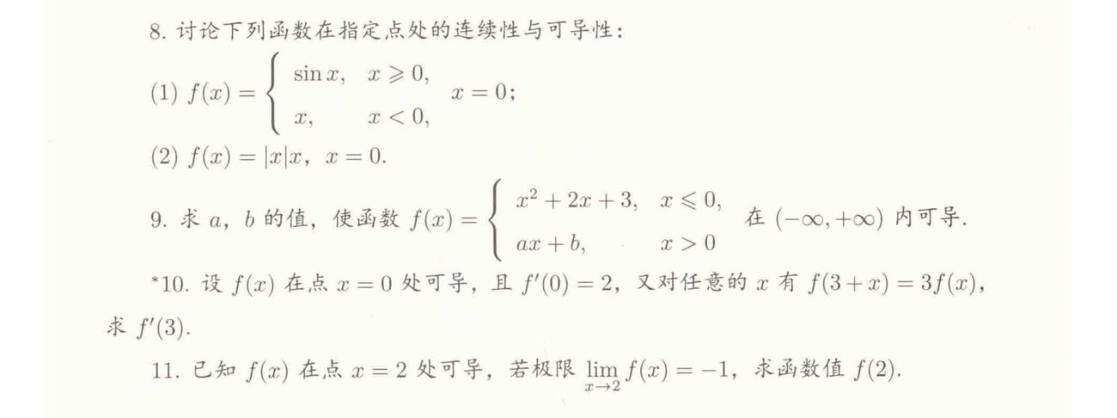 8. 讨论下列函数在指定点处的连续性与可导性：
(1) f(x) = { sin x, x ⩾ 0,
x, x < 0,
x = 0；
(2) f(x) = |x|x, x = 0.
9. 求 a, b 的值，使函数 f(x) = { x² + 2x + 3, x ⩽ 0,
ax + b, x > 0
在 (−∞, +∞) 内可导.
*10. 设 f(x) 在点 x = 0 处可导，且 f′(0) = 2，又对任意的 x 有 f(3 + x) = 3f(x)，
求 f′(3).
11. 已知 f(x) 在点 x = 2 处可导，若极限 lim x→2 f(x) = −1，求函数值 f(2).